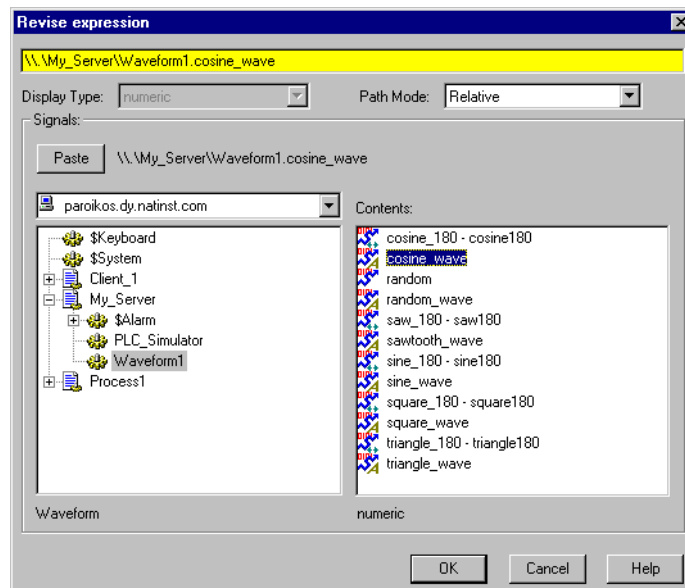 Revise expression
\\.\My_Server\Waveform1.cosine_wave
Display Type: numeric Path Mode: Relative
Signals:
Paste \\.\My_Server\Waveform1.cosine_wave
paroikos.dy.natinst.com
$Keyboard
$System
Client_1
My_Server
$Alarm
PLC_Simulator
Waveform1
Process1
Waveform
Contents:
cosine_180 - cosine180
cosine_wave
random
random_wave
saw_180 - saw180
sawtooth_wave
sine_180 - sine180
sine_wave
square_180 - square180
square_wave
triangle_180 - triangle180
triangle_wave
numeric
OK Cancel Help